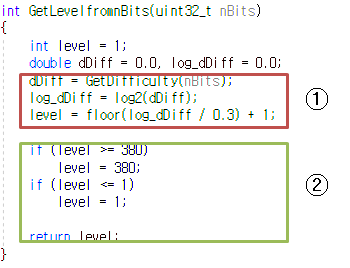 int GetLevelfromnBits(uint32_t nBits)
{
int level = 1;
double dDiff = 0.0, log_dDiff = 0.0;
dDiff = GetDifficulty(nBits);
log_dDiff = log2(dDiff);
level = floor(log_dDiff / 0.3) + 1;
①
if (level >= 380)
level = 380;
if (level <= 1)
level = 1;
②
return level;
}